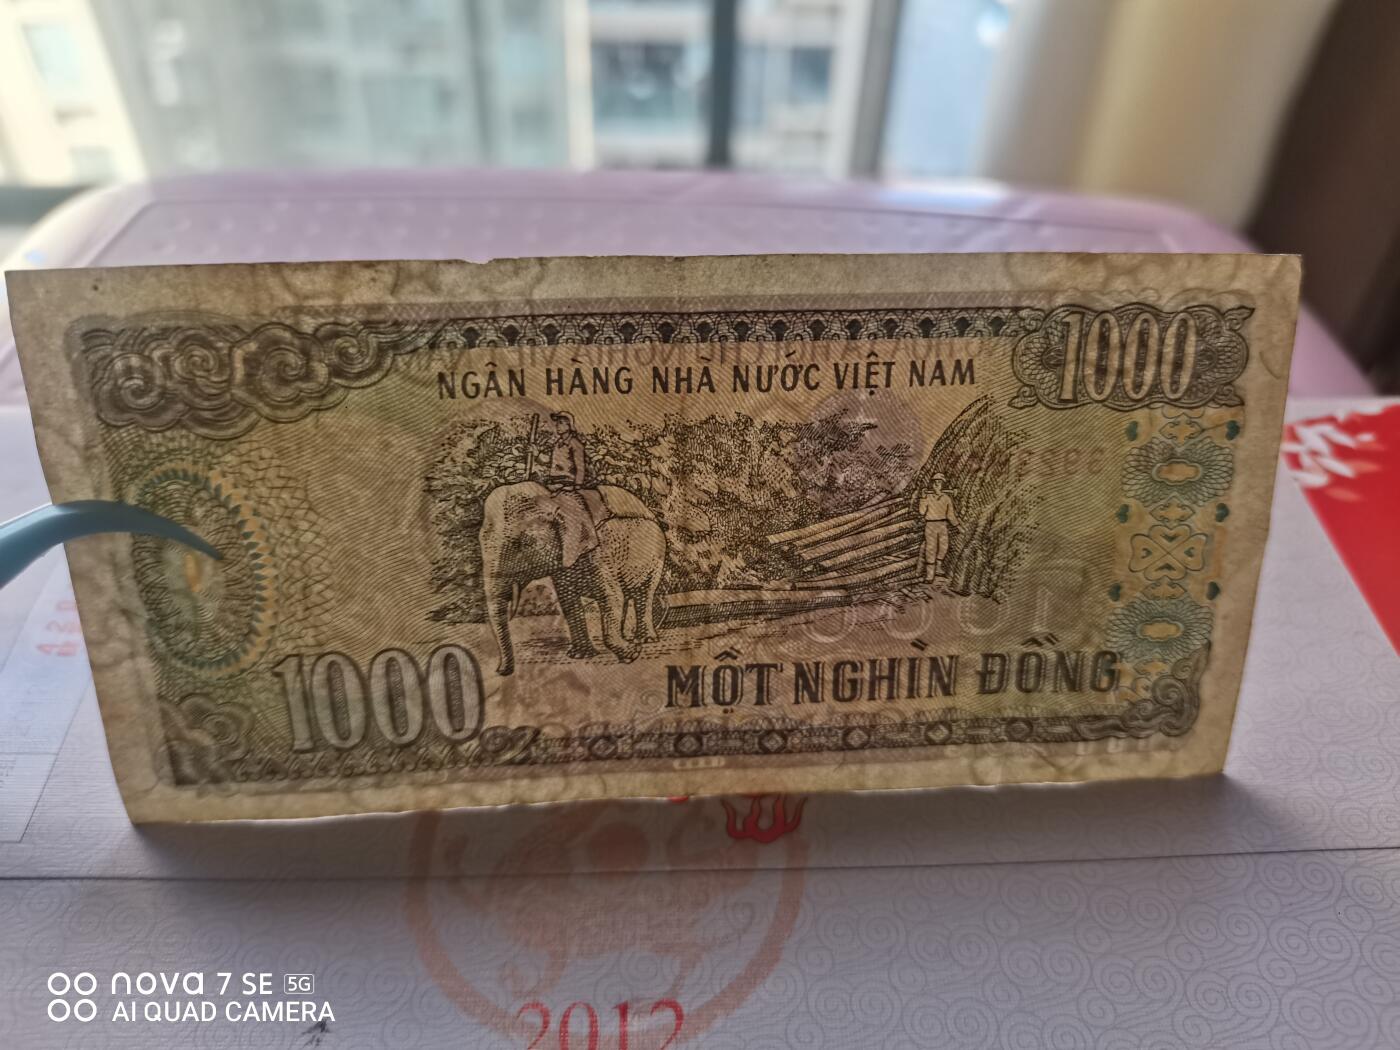 NGÂN HÀNG NHÀ NƯỚC VIỆT NAM
1000
1000
MỘT NGHÌN ĐỒNG
2012
nova 7 SE 5G
AI QUAD CAMERA